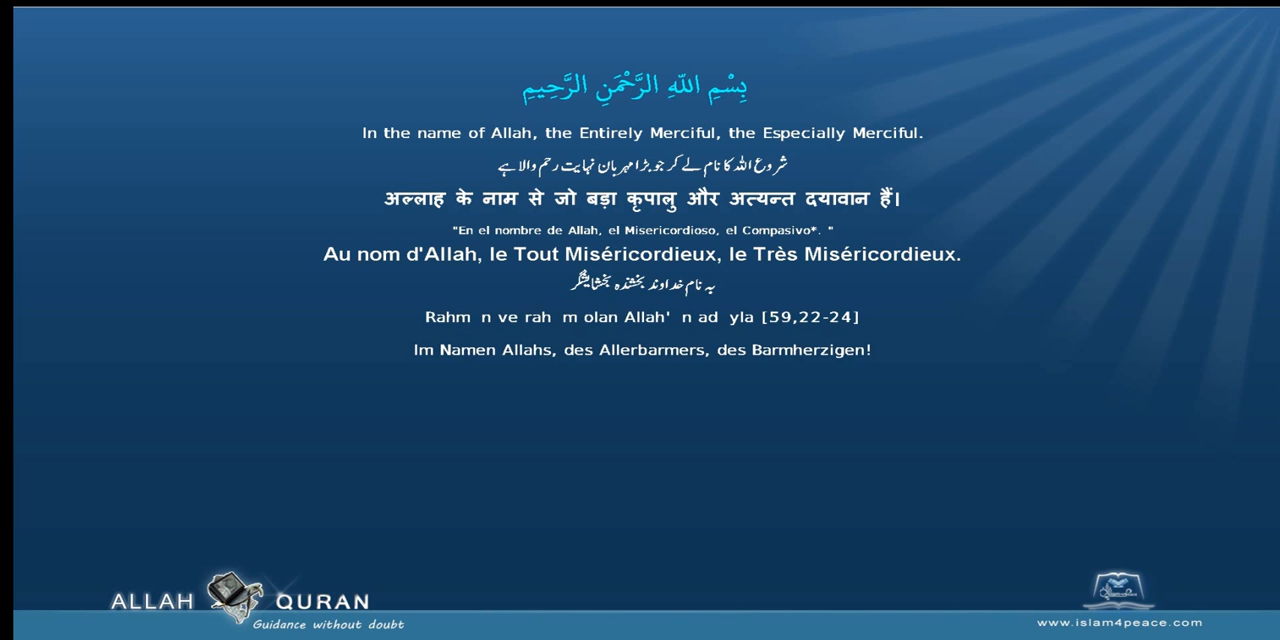 بِسْمِ اللَّهِ الرَّحْمَنِ الرَّحِيمِ
In the name of Allah, the Entirely Merciful, the Especially Merciful.
شروع اللہ کا نام لے کر جو بڑا مہربان نہایت رحم والا ہے
अल्लाह के नाम से जो बड़ा कृपालु और अत्यन्त दयावान हैं।
"En el nombre de Allah, el Misericordioso, el Compasivo*. "
Au nom d'Allah, le Tout Miséricordieux, le Très Miséricordieux.
به نام خداوند بخشنده بخشایشگر
Rahm n ve rah m olan Allah' n ad yla [59,22-24]
Im Namen Allahs, des Allerbarmers, des Barmherzigen!
ALLAH QURAN
Guidance without doubt
www.islam4peace.com